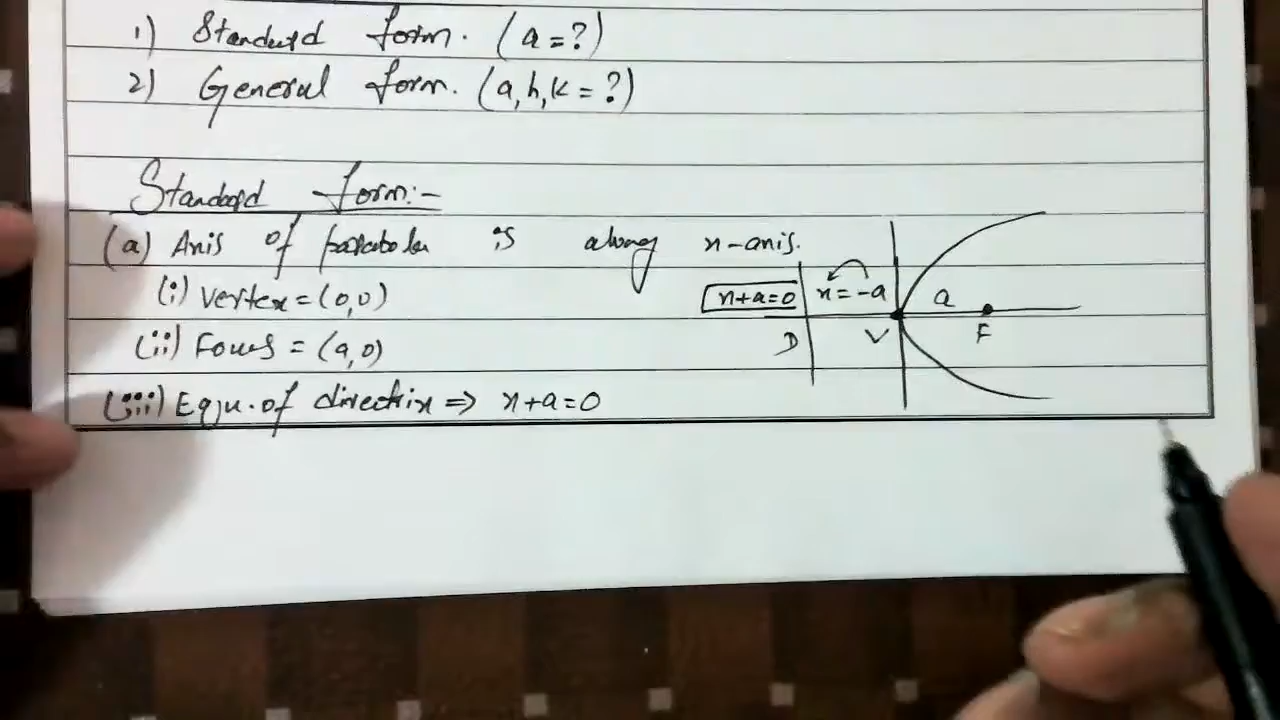 1) Standard form. (a=?)
2) General form. (a,h,k=?)
Standard form:-
(a) Axis of parabola is along x-axis.
(i) Vertex = (0,0)
(ii) Focus = (a,0)
(iii) Equ. of directrix ⇒ x+a=0
x+a=0 x=-a a
D V F